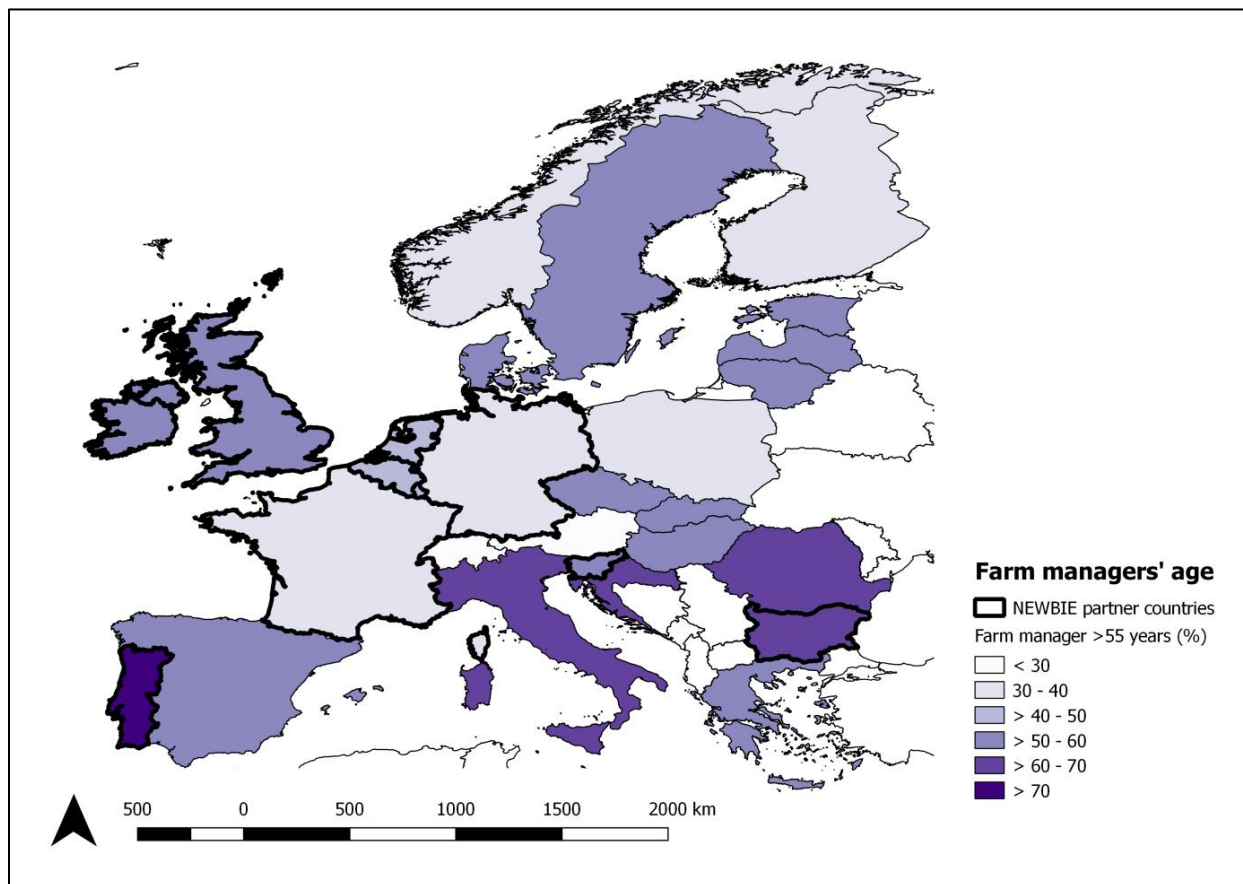 Farm managers' age
NEWBIE partner countries
Farm manager >55 years (%)
< 30
30 - 40
> 40 - 50
> 50 - 60
> 60 - 70
> 70
500 0 500 1000 1500 2000 km